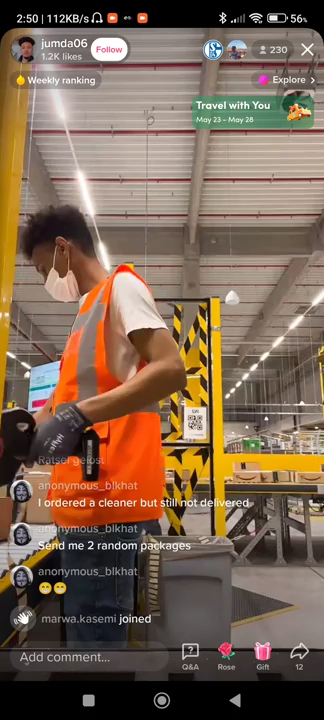 2:50 | 112KB/s
56%
jumda06
1.2K likes
Follow
230
Weekly ranking
Explore >
Travel with You
May 23 – May 28
Rätsel gelöst
anonymous_blkhat
I ordered a cleaner but still not delivered
anonymous_blkhat
Send me 2 random packages
anonymous_blkhat
😁😁
marwa.kasemi joined
Add comment...
Q&A
Rose
Gift
12